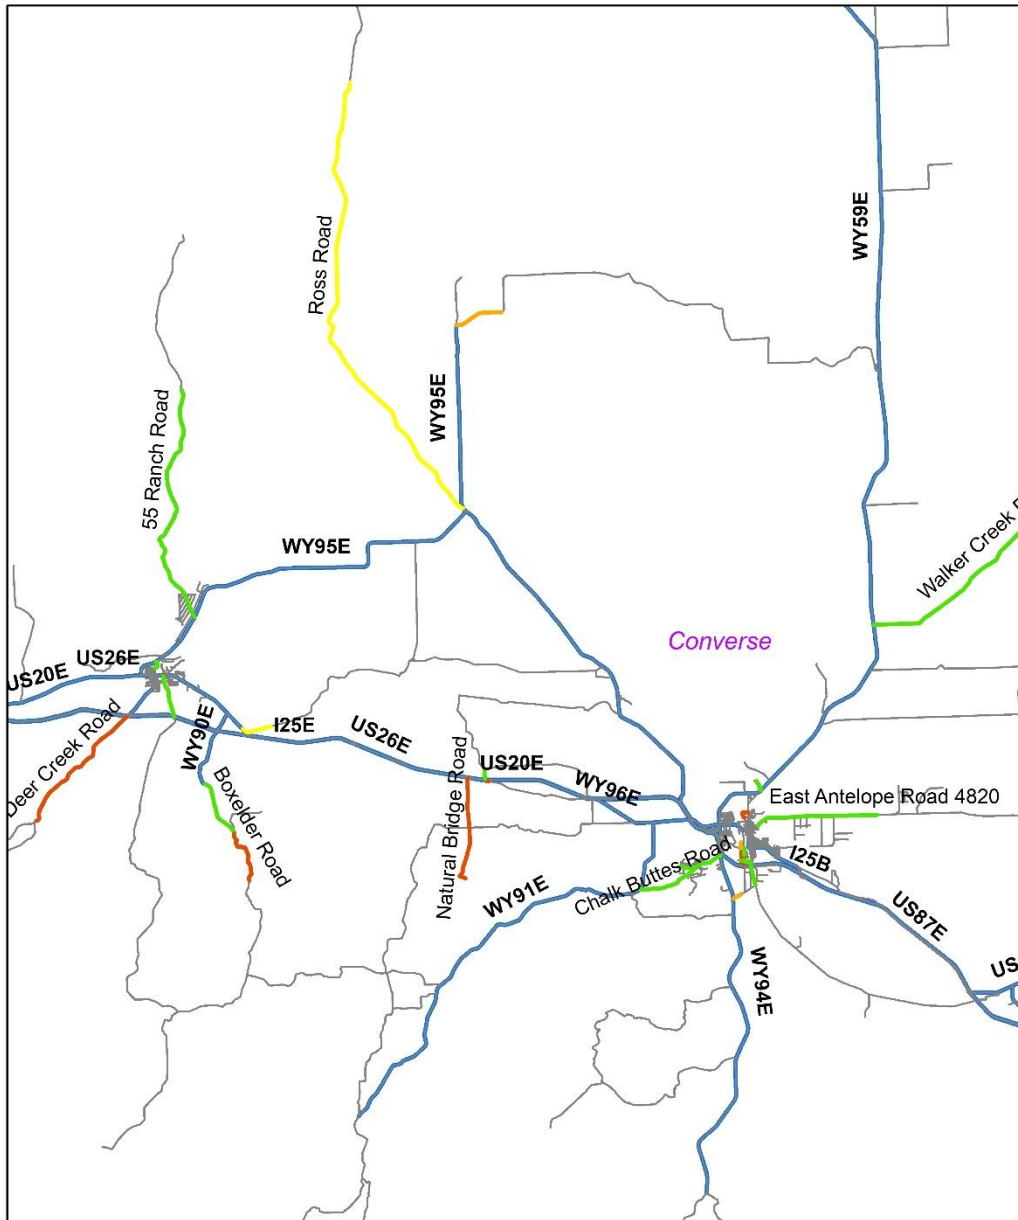 WY59E
Ross Road
WY95E
55 Ranch Road
WY95E
Walker Creek
Converse
US26E
US20E
I25E
WY90E
Deer Creek Road
US26E
US20E
Natural Bridge Road
WY96E
Boxelder Road
East Antelope Road 4820
I25B
Chalk Buttes Road
WY91E
US87E
WY94E
US